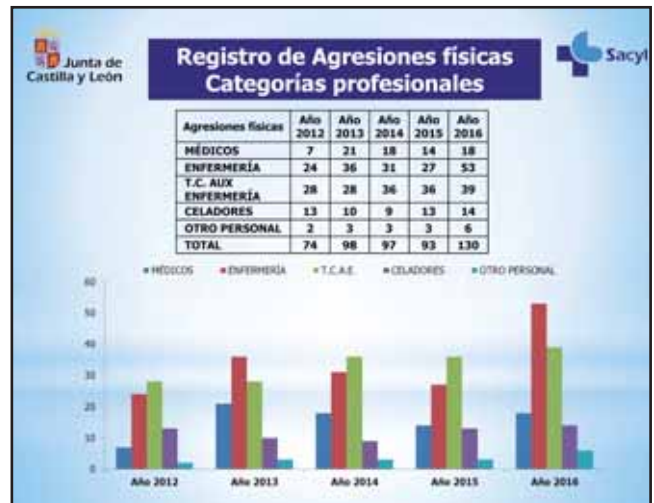 Junta de
Castilla y León
Registro de Agresiones físicas
Categorías profesionales
Sacyl
Agresiones físicas Año 2012 Año 2013 Año 2014 Año 2015 Año 2016
MÉDICOS 7 21 18 14 18
ENFERMERÍA 24 36 31 27 53
T.C. AUX ENFERMERÍA 28 28 36 36 39
CELADORES 13 10 9 13 14
OTRO PERSONAL 2 3 3 3 6
TOTAL 74 98 97 93 130
MÉDICOS ENFERMERÍA T.C.A.E. CELADORES OTRO PERSONAL
60
50
40
30
20
10
0
Año 2012 Año 2013 Año 2014 Año 2015 Año 2016